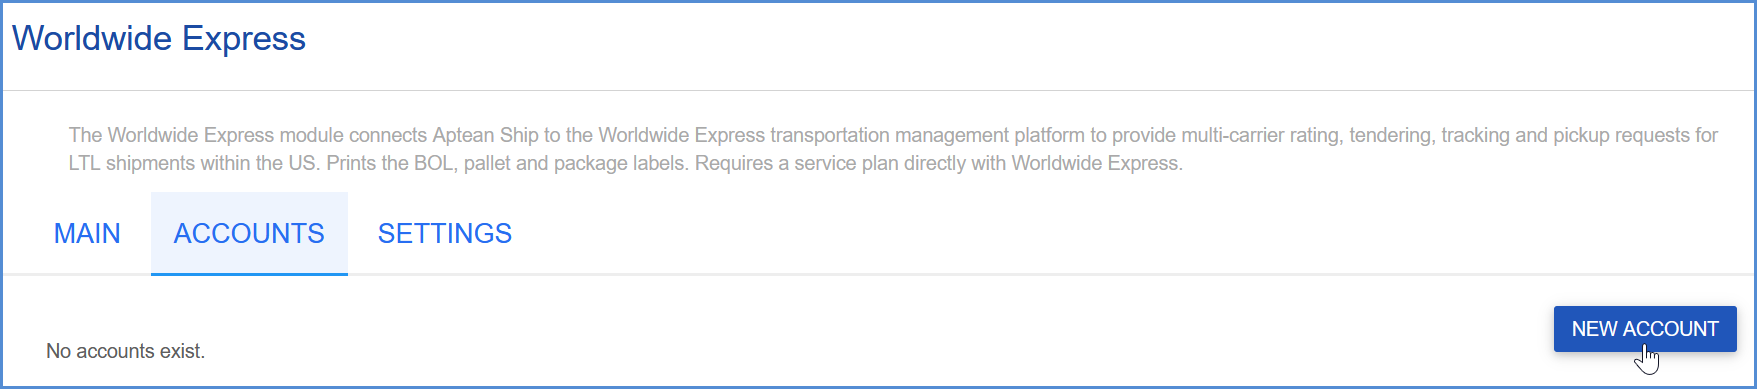 Worldwide Express
The Worldwide Express module connects Aptean Ship to the Worldwide Express transportation management platform to provide multi-carrier rating, tendering, tracking and pickup requests for
LTL shipments within the US. Prints the BOL, pallet and package labels. Requires a service plan directly with Worldwide Express.
MAIN ACCOUNTS SETTINGS
NEW ACCOUNT
No accounts exist.